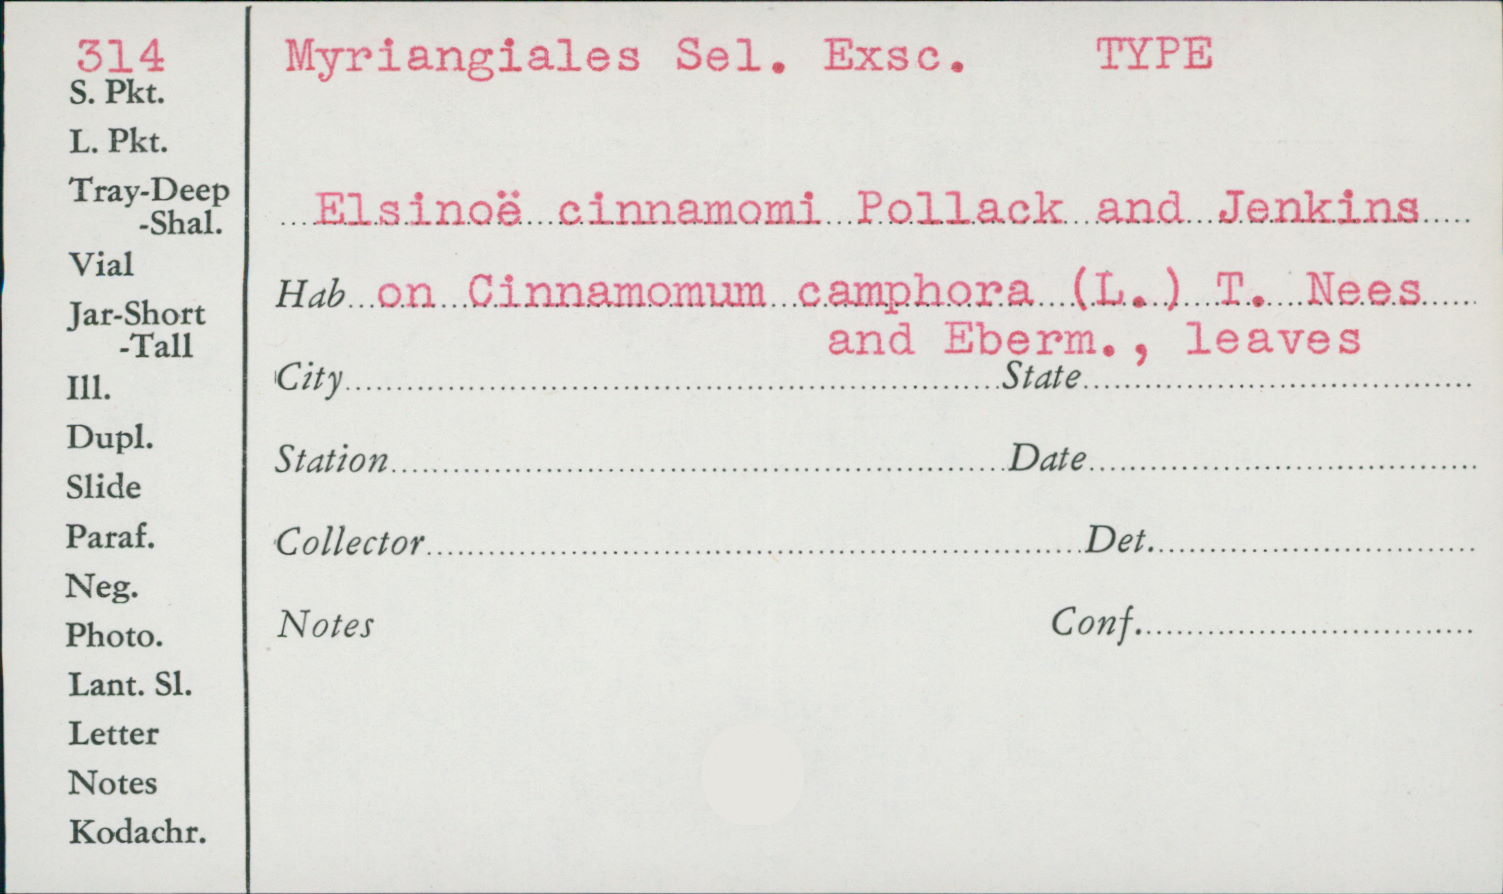 314
S. Pkt.
L. Pkt.
Tray-Deep
-Shal.
Vial
Jar-Short
-Tall
Ill.
Dupl.
Slide
Paraf.
Neg.
Photo.
Lant. Sl.
Letter
Notes
Kodachr.
Myriangiales Sel. Exsc. TYPE
Elsinoë cinnamomi Pollack and Jenkins
Hab on Cinnamomum camphora (L.) T. Nees
and Eberm., leaves
City State
Station Date
Collector Det.
Notes Conf.